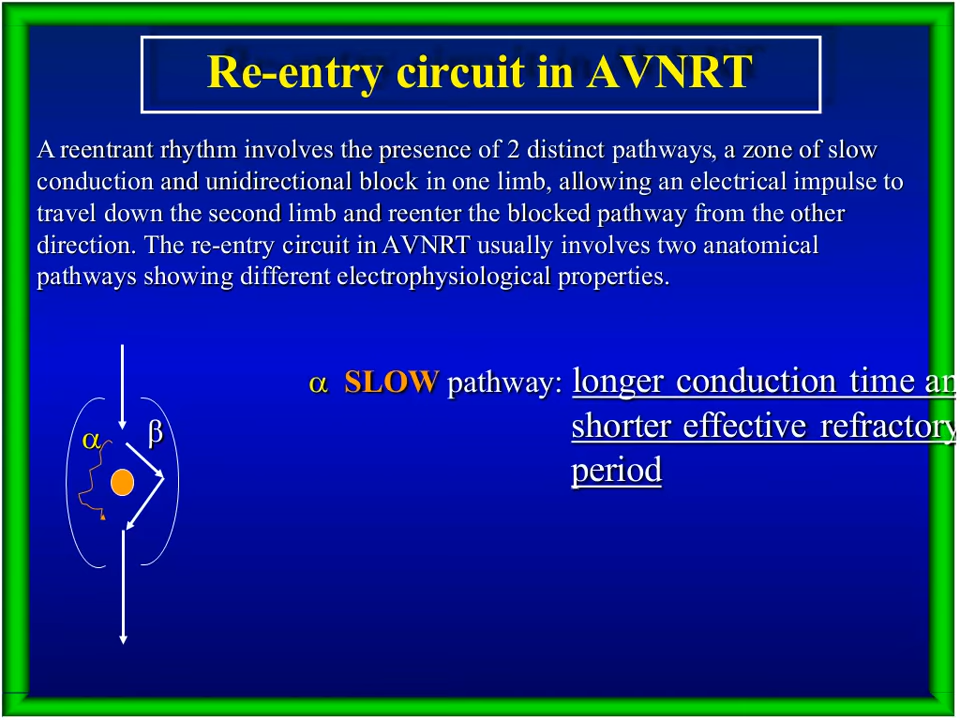 Re-entry circuit in AVNRT
A reentrant rhythm involves the presence of 2 distinct pathways, a zone of slow
conduction and unidirectional block in one limb, allowing an electrical impulse to
travel down the second limb and reenter the blocked pathway from the other
direction. The re-entry circuit in AVNRT usually involves two anatomical
pathways showing different electrophysiological properties.
α SLOW pathway: longer conduction time an
shorter effective refractory
period
α β